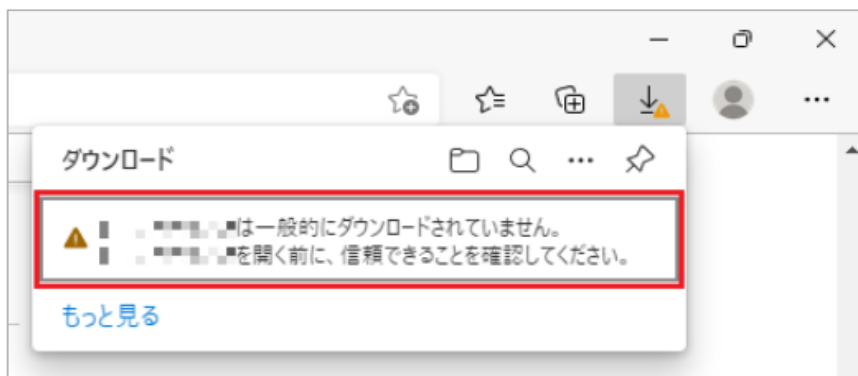 ダウンロード
は一般的にダウンロードされていません。
を開く前に、信頼できることを確認してください。
もっと見る